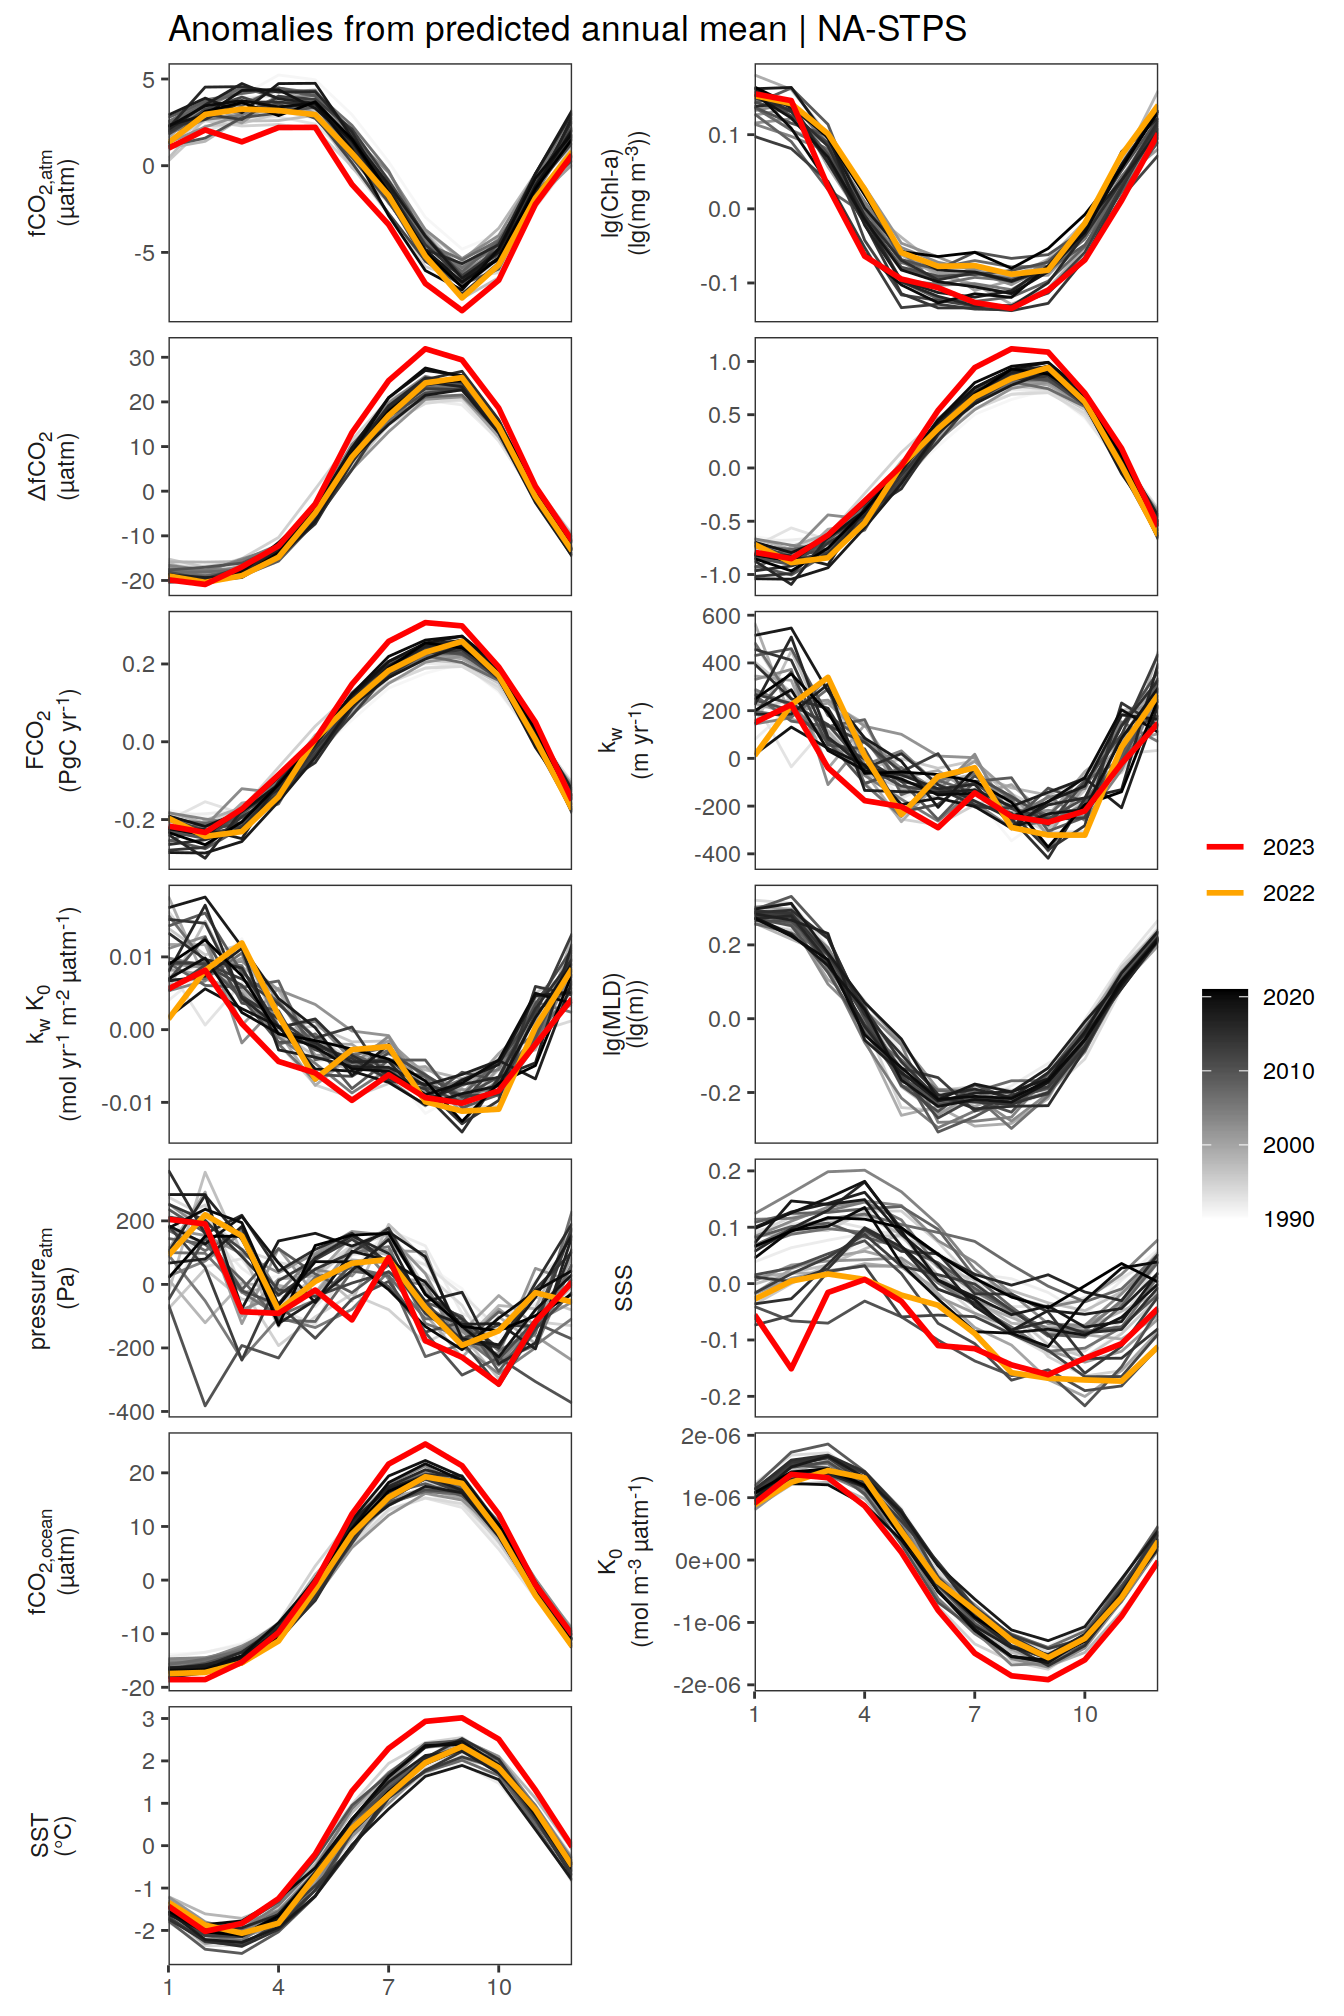 Anomalies from predicted annual mean | NA-STPS
fCO2,atm
(µatm)
5
0
-5
lg(Chl-a)
(lg(mg m-3))
0.1
0.0
-0.1
ΔfCO2
(µatm)
30
20
10
0
-10
-20
1.0
0.5
0.0
-0.5
-1.0
FCO2
(PgC yr-1)
0.2
0.0
-0.2
kw
(m yr-1)
600
400
200
0
-200
-400
2023
2022
kw K0
(mol yr-1 m-2 µatm-1)
0.01
0.00
-0.01
lg(MLD)
(lg(m))
0.2
0.0
-0.2
2020
2010
2000
1990
pressureatm
(Pa)
200
0
-200
-400
SSS
0.2
0.1
0.0
-0.1
-0.2
fCO2,ocean
(µatm)
20
10
0
-10
-20
K0
(mol m-3 µatm-1)
2e-06
1e-06
0e+00
-1e-06
-2e-06
1 4 7 10
SST
(°C)
3
2
1
0
-1
-2
1 4 7 10